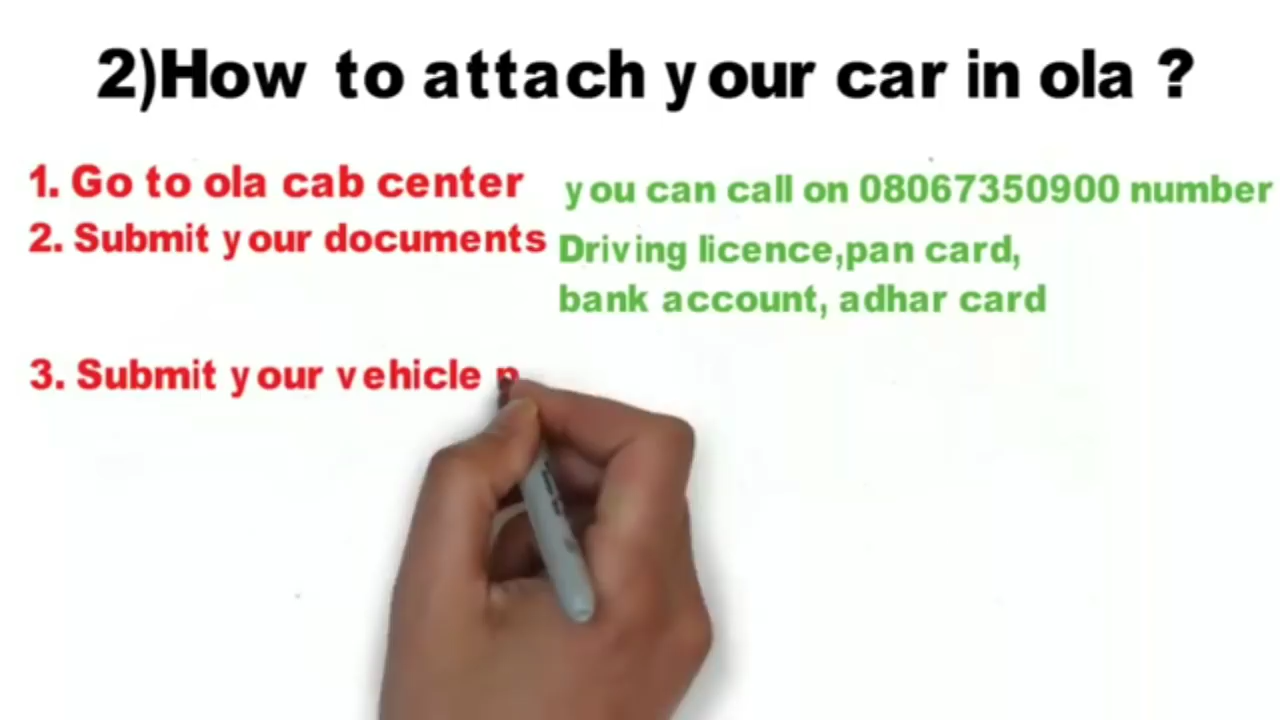 2)How to attach your car in ola ?
1. Go to ola cab center
you can call on 08067350900 number
2. Submit your documents
Driving licence,pan card,
bank account, adhar card
3. Submit your vehicle